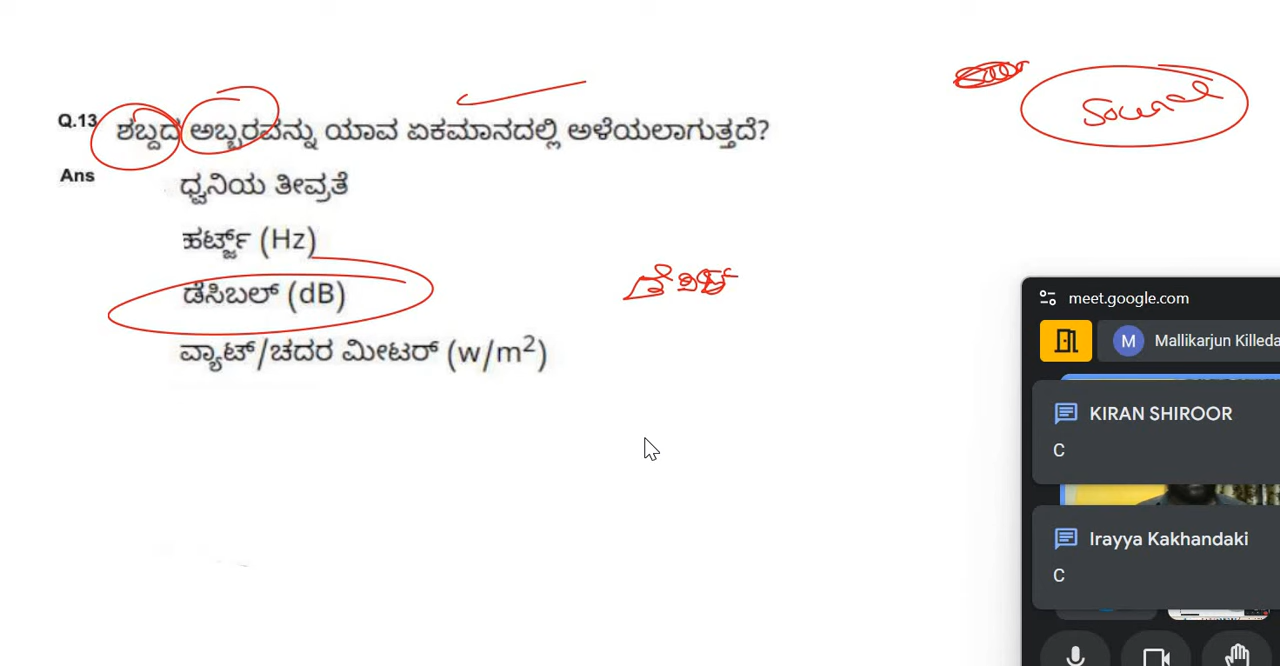 Q.13 ಶಬ್ದದ ಅಬ್ಬರವನ್ನು ಯಾವ ಏಕಮಾನದಲ್ಲಿ ಅಳೆಯಲಾಗುತ್ತದೆ?
Sound
Ans
ಧ್ವನಿಯ ತೀವ್ರತೆ
ಹರ್ಟ್ಜ್ (Hz)
ಡೆಸಿಬಲ್ (dB)
ವ್ಯಾಟ್/ಚದರ ಮೀಟರ್ (w/m²)
meet.google.com
M Mallikarjun Killeda
KIRAN SHIROOR
C
Irayya Kakhandaki
C